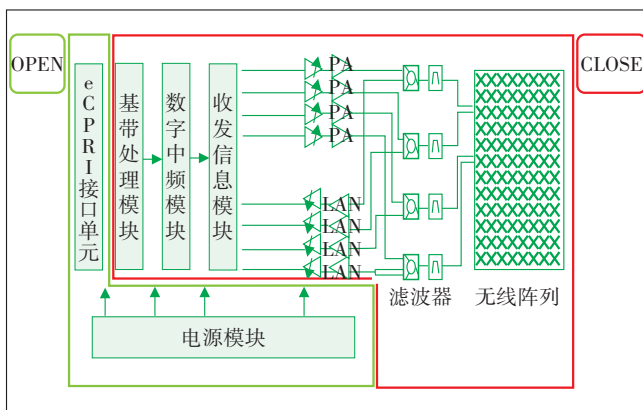 OPEN
CLOSE
eCPRI接口单元
基带处理模块
数字中频模块
收发信息模块
PA
PA
PA
PA
LAN
LAN
LAN
LAN
滤波器
无线阵列
电源模块